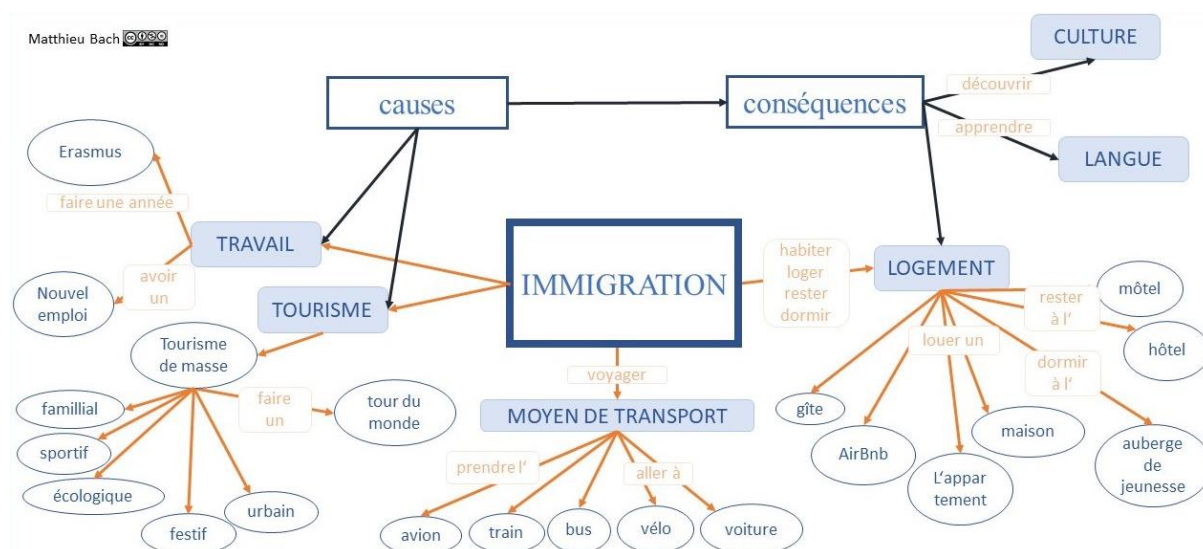 Matthieu Bach
CULTURE
causes
conséquences
découvrir
apprendre
LANGUE
Erasmus
faire une année
TRAVAIL
avoir
un
Nouvel
emploi
TOURISME
IMMIGRATION
habiter
loger
rester
dormir
LOGEMENT
môtel
rester
à l'
hôtel
louer un
dormir
à l'
Tourisme
de masse
faire
un
tour du
monde
famillial
sportif
écologique
festif
urbain
voyager
MOYEN DE TRANSPORT
prendre l'
aller à
avion
train
bus
vélo
voiture
gîte
AirBnb
L'appar
tement
maison
auberge
de
jeunesse